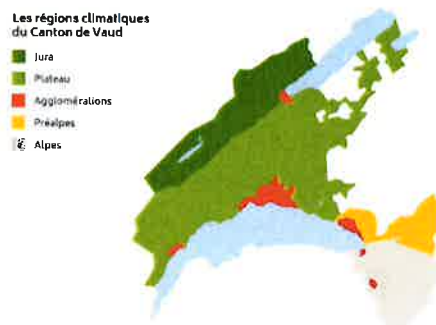 Les régions climatiques
du Canton de Vaud
Jura
Plateau
Agglomérations
Préalpes
Alpes